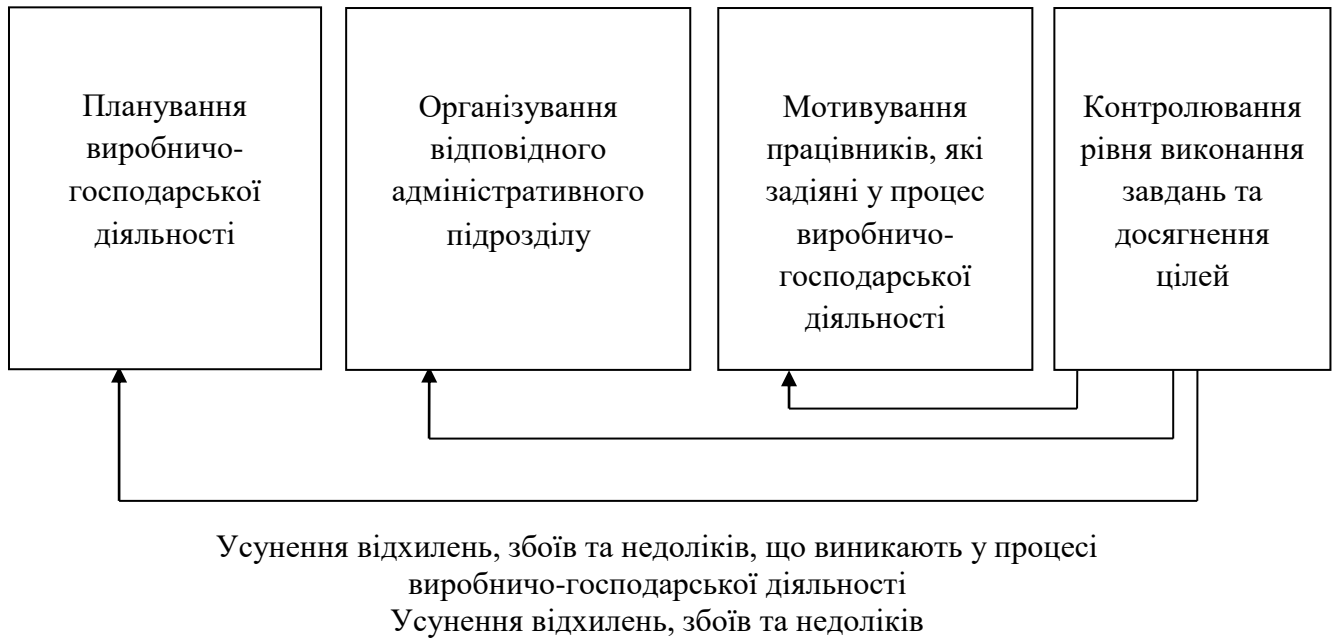 Планування
виробничо-
господарської
діяльності
Організування
відповідного
адміністративного
підрозділу
Мотивування
працівників, які
задіяні у процес
виробничо-
господарської
діяльності
Контролювання
рівня виконання
завдань та
досягнення
цілей
Усунення відхилень, збоїв та недоліків, що виникають у процесі
виробничо-господарської діяльності
Усунення відхилень, збоїв та недоліків